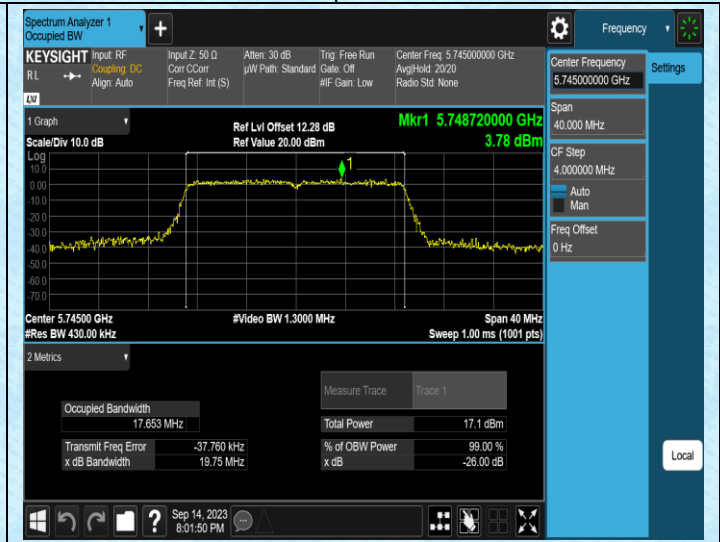 Spectrum Analyzer 1
Occupied BW
+
Frequency
KEYSIGHT
RL
LXI
Input: RF
Coupling: DC
Align: Auto
Input Z: 50 Ω
Corr CCorr
Freq Ref: Int (S)
Atten: 30 dB
µW Path: Standard
Trig: Free Run
Gate: Off
#IF Gain: Low
Center Freq: 5.745000000 GHz
Avg|Hold: 20/20
Radio Std: None
Center Frequency
5.745000000 GHz
Settings
Span
40.000 MHz
CF Step
4.000000 MHz
Auto
Man
Freq Offset
0 Hz
1 Graph
Scale/Div 10.0 dB
Ref Lvl Offset 12.28 dB
Ref Value 20.00 dBm
Mkr1 5.748720000 GHz
3.78 dBm
Log
10.0
0.00
-10.0
-20.0
-30.0
-40.0
-50.0
-60.0
-70.0
1
Center 5.74500 GHz
#Res BW 430.00 kHz
#Video BW 1.3000 MHz
Span 40 MHz
Sweep 1.00 ms (1001 pts)
2 Metrics
Measure Trace Trace 1
Occupied Bandwidth
17.653 MHz
Total Power 17.1 dBm
Transmit Freq Error -37.760 kHz
% of OBW Power 99.00 %
x dB Bandwidth 19.75 MHz
x dB -26.00 dB
Local
?
Sep 14, 2023
8:01:50 PM